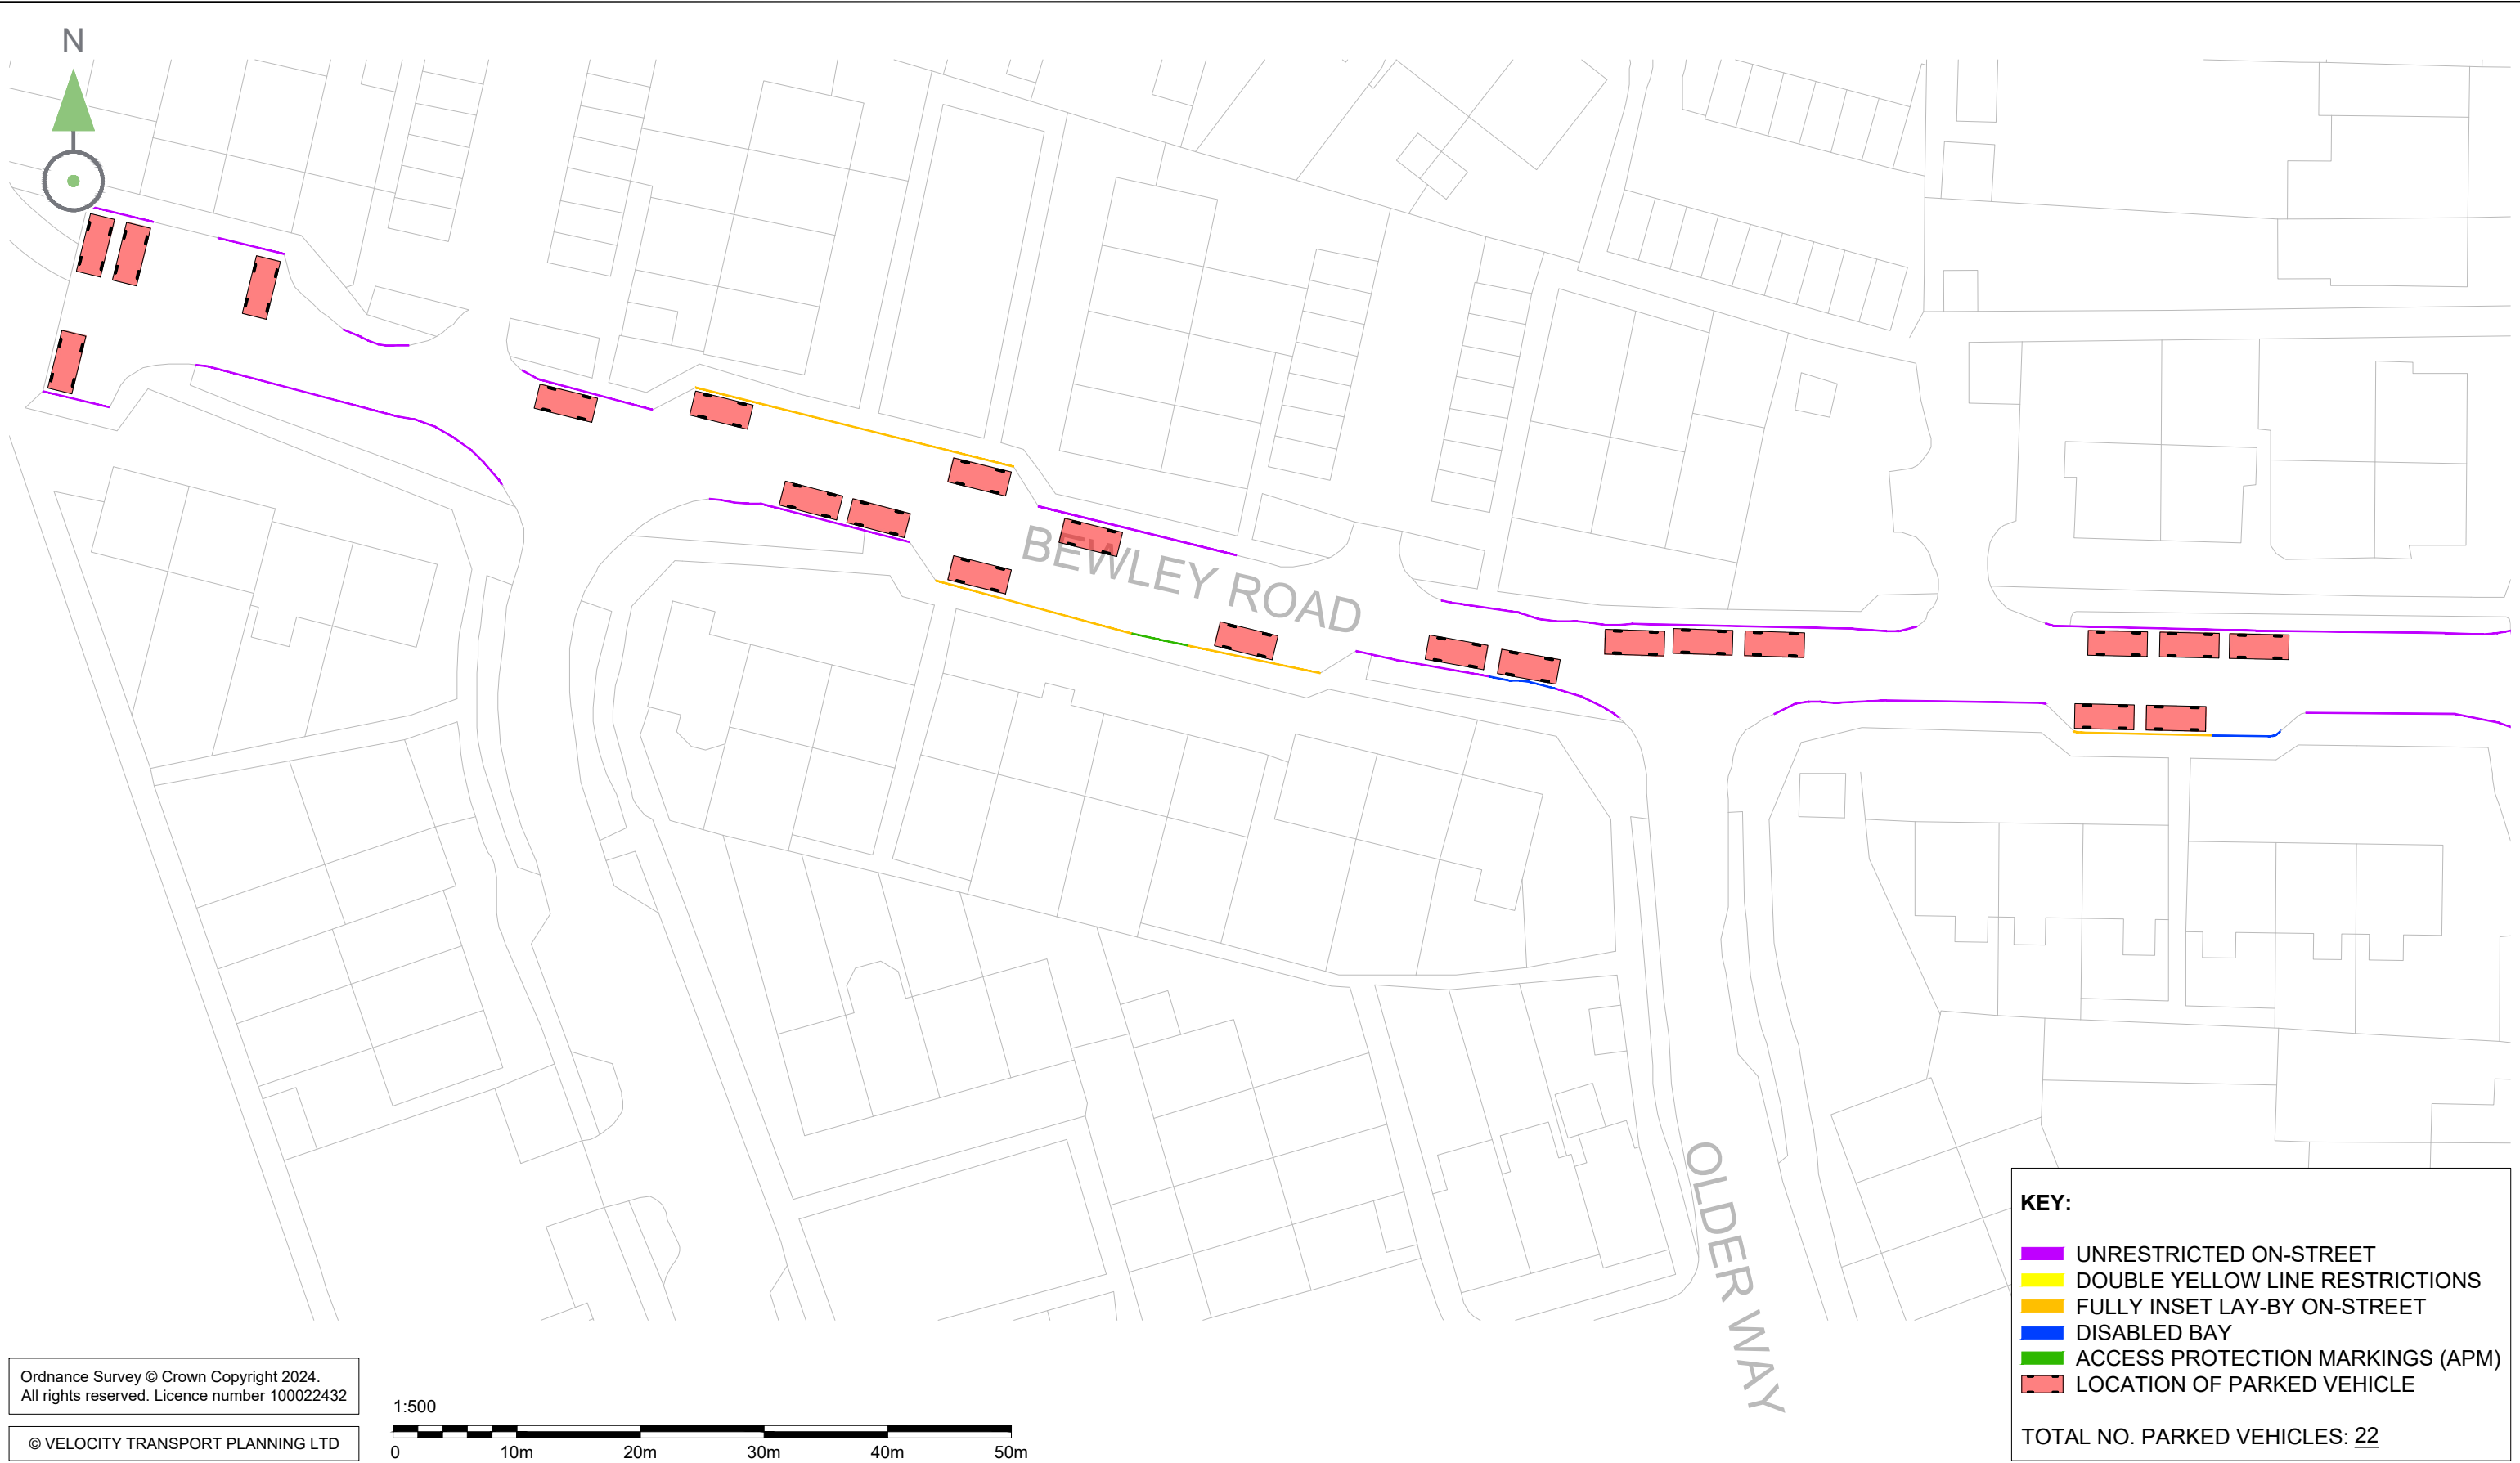 N
BEWLEY ROAD
OLDER WAY
KEY:
UNRESTRICTED ON-STREET
DOUBLE YELLOW LINE RESTRICTIONS
FULLY INSET LAY-BY ON-STREET
DISABLED BAY
ACCESS PROTECTION MARKINGS (APM)
LOCATION OF PARKED VEHICLE
TOTAL NO. PARKED VEHICLES: 22
Ordnance Survey © Crown Copyright 2024.
All rights reserved. Licence number 100022432
© VELOCITY TRANSPORT PLANNING LTD
1:500
0 10m 20m 30m 40m 50m